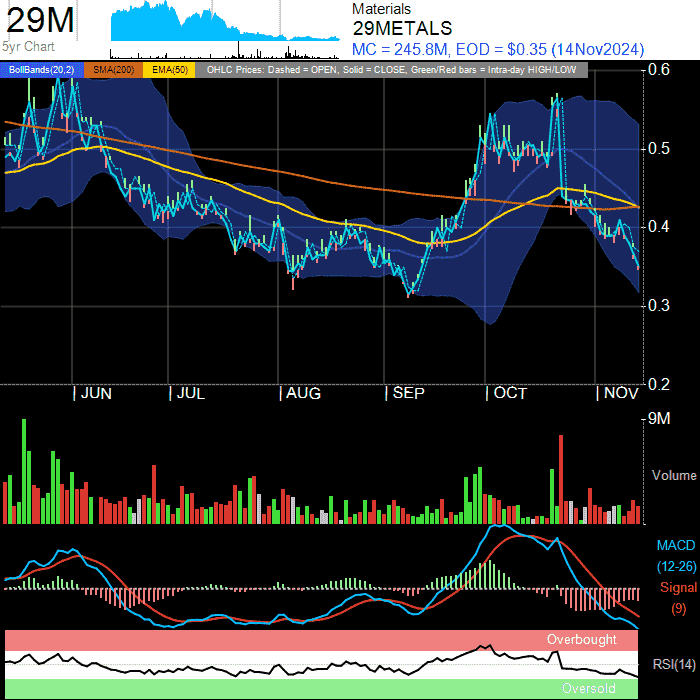 29M
5yr Chart
Materials
29METALS
MC = 245.8M, EOD = $0.35 (14Nov2024)
BollBands(20,2) SMA(200) EMA(50) OHLC Prices: Dashed = OPEN, Solid = CLOSE, Green/Red bars = Intra-day HIGH/LOW
0.6
0.5
0.4
0.3
0.2
JUN JUL AUG SEP OCT NOV
9M
Volume
MACD
(12-26)
Signal
(9)
Overbought
RSI(14)
Oversold